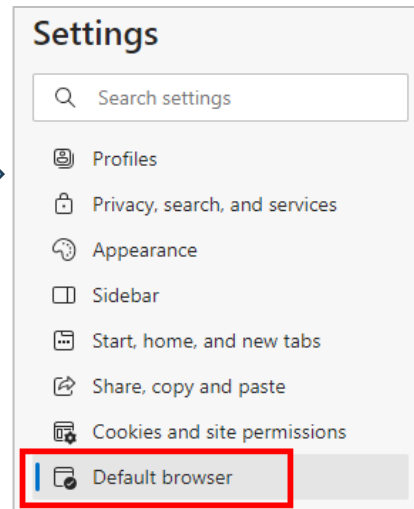 Settings
Search settings
Profiles
Privacy, search, and services
Appearance
Sidebar
Start, home, and new tabs
Share, copy and paste
Cookies and site permissions
Default browser